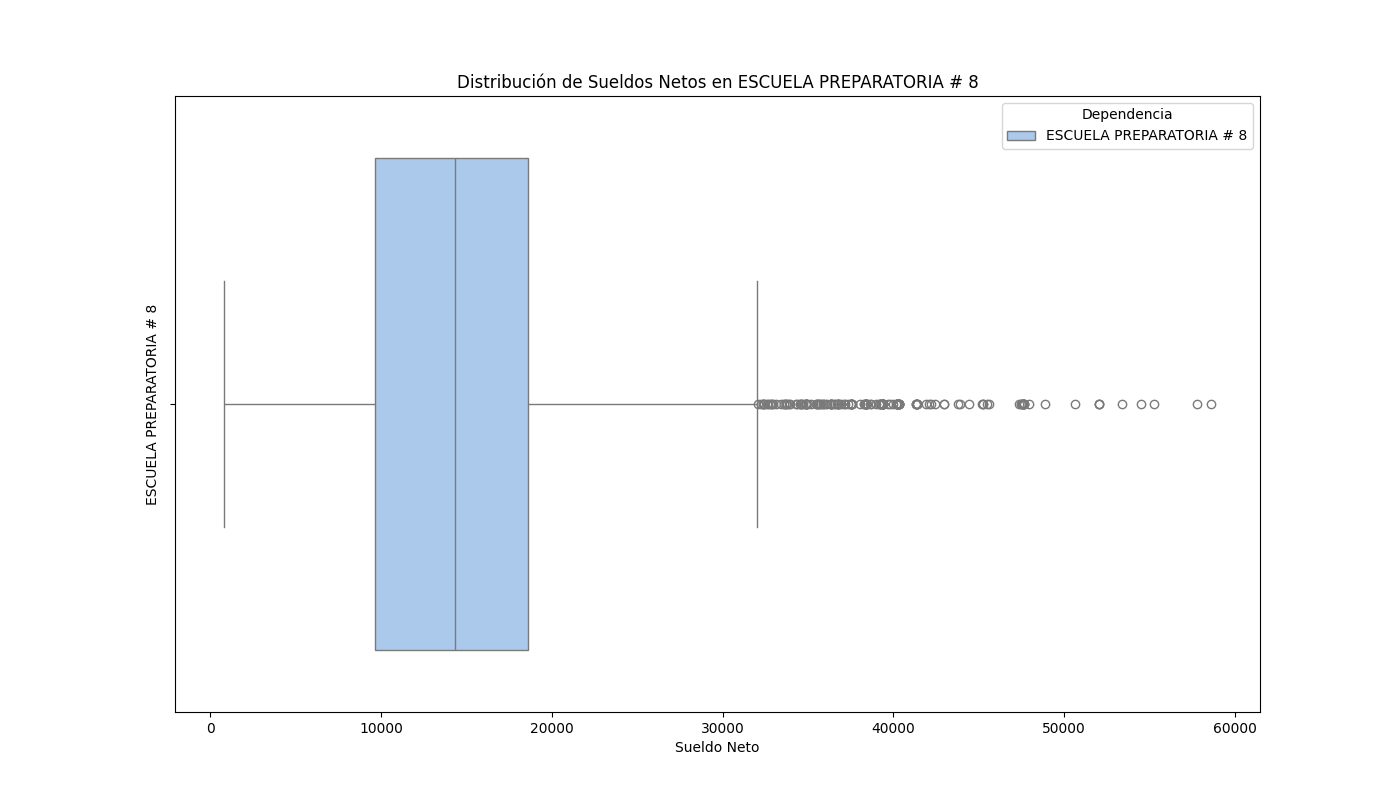 Distribución de Sueldos Netos en ESCUELA PREPARATORIA # 8
Dependencia
ESCUELA PREPARATORIA # 8
ESCUELA PREPARATORIA # 8
0 10000 20000 30000 40000 50000 60000
Sueldo Neto